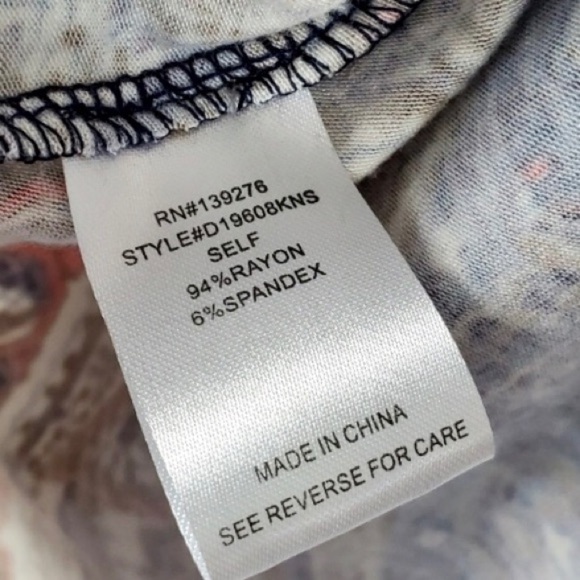 RN#139276
STYLE#D19608KNS
SELF
94%RAYON
6%SPANDEX
MADE IN CHINA
SEE REVERSE FOR CARE